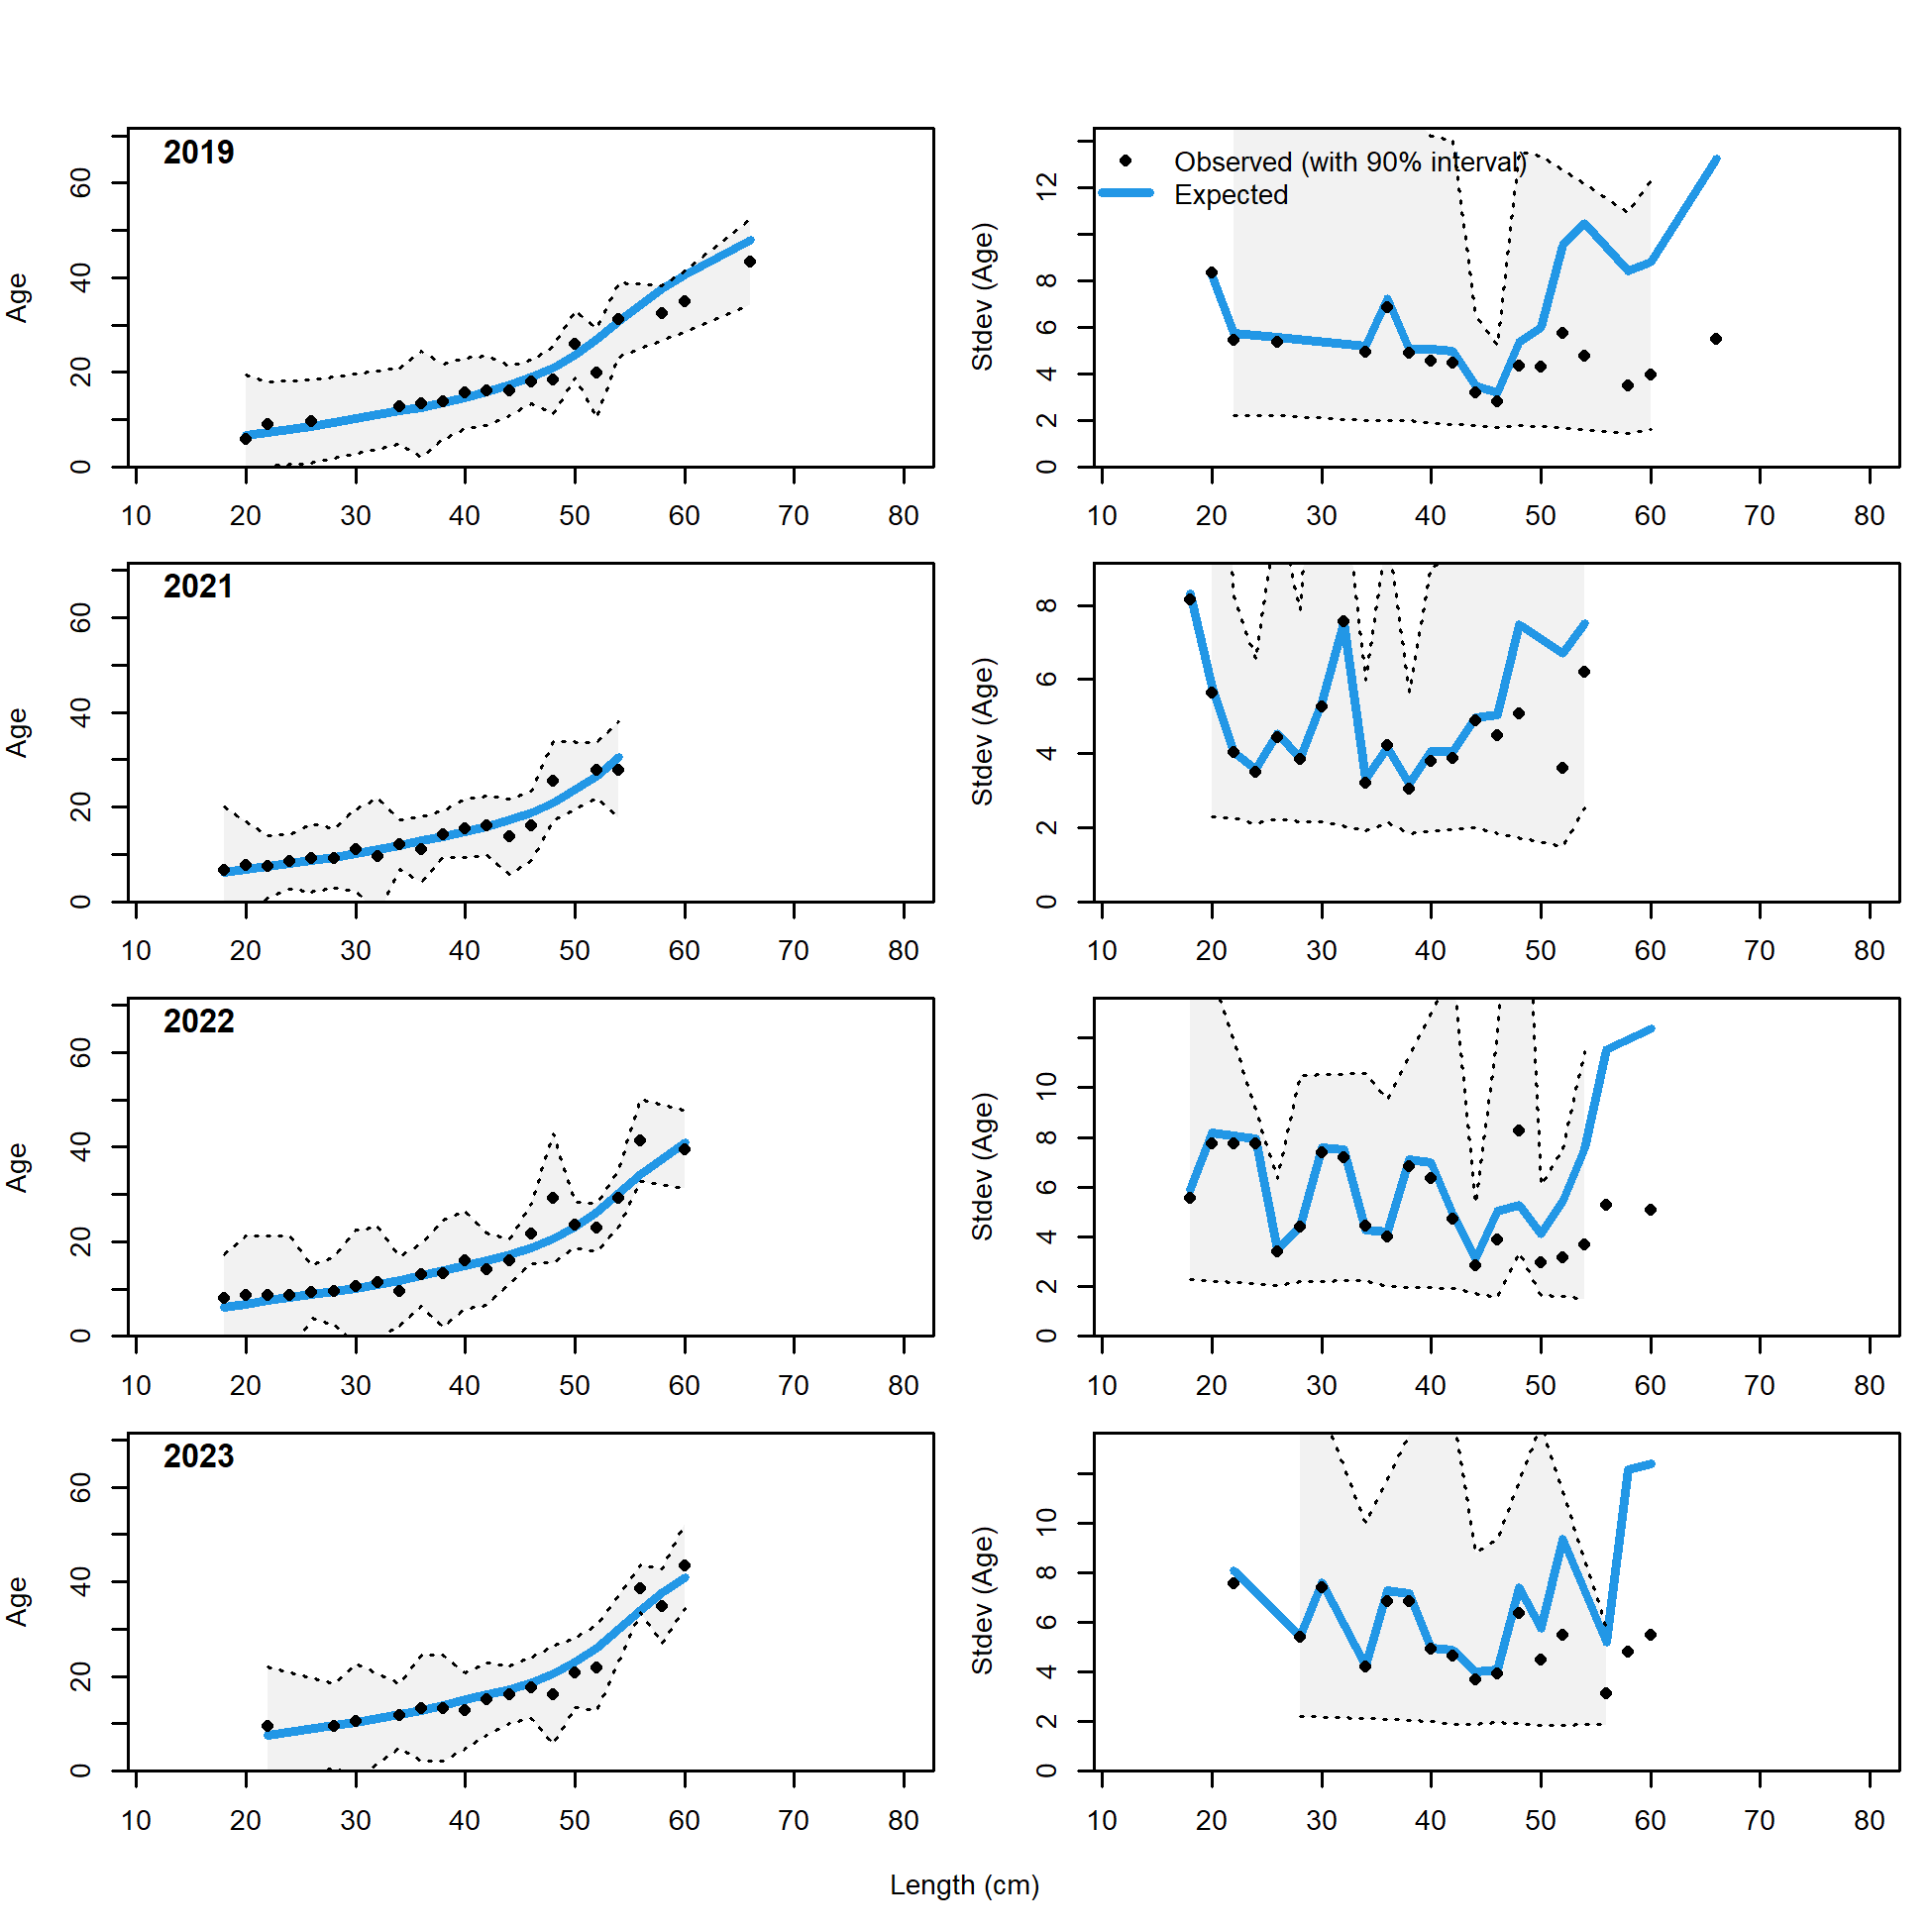 2019
Age
0 20 40 60
10 20 30 40 50 60 70 80
Observed (with 90% interval)
Expected
Stdev (Age)
0 2 4 6 8 12
10 20 30 40 50 60 70 80
2021
Age
0 20 40 60
10 20 30 40 50 60 70 80
Stdev (Age)
0 2 4 6 8
10 20 30 40 50 60 70 80
2022
Age
0 20 40 60
10 20 30 40 50 60 70 80
Stdev (Age)
0 2 4 6 8 10
10 20 30 40 50 60 70 80
2023
Age
0 20 40 60
10 20 30 40 50 60 70 80
Stdev (Age)
0 2 4 6 8 10
10 20 30 40 50 60 70 80
Length (cm)